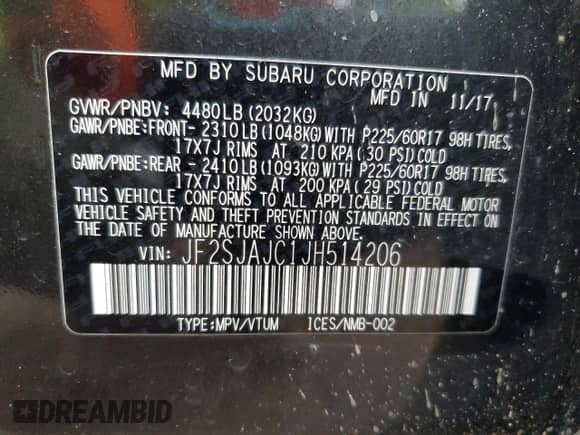 MFD BY SUBARU CORPORATION
MFD IN 11/17
GVWR/PNBV: 4480LB (2032KG)
GAWR/PNBE:FRONT- 2310LB(1048KG)WITH P225/60R17 98H TIRES,
17X7J RIMS AT 210 KPA (30 PSI)COLD
GAWR/PNBE:REAR - 2410LB(1093KG)WITH P225/60R17 98H TIRES,
17X7J RIMS AT 200 KPA (29 PSI)COLD
THIS VEHICLE CONFORMS TO ALL APPLICABLE FEDERAL MOTOR
VEHICLE SAFETY AND THEFT PREVENTION STANDARDS IN EFFECT ON
THE DATE OF MANUFACTURE SHOWN ABOVE.
VIN: JF2SJAJC1JH514206
TYPE:MPV/VTUM ICES/NMB-002
DREAMBID